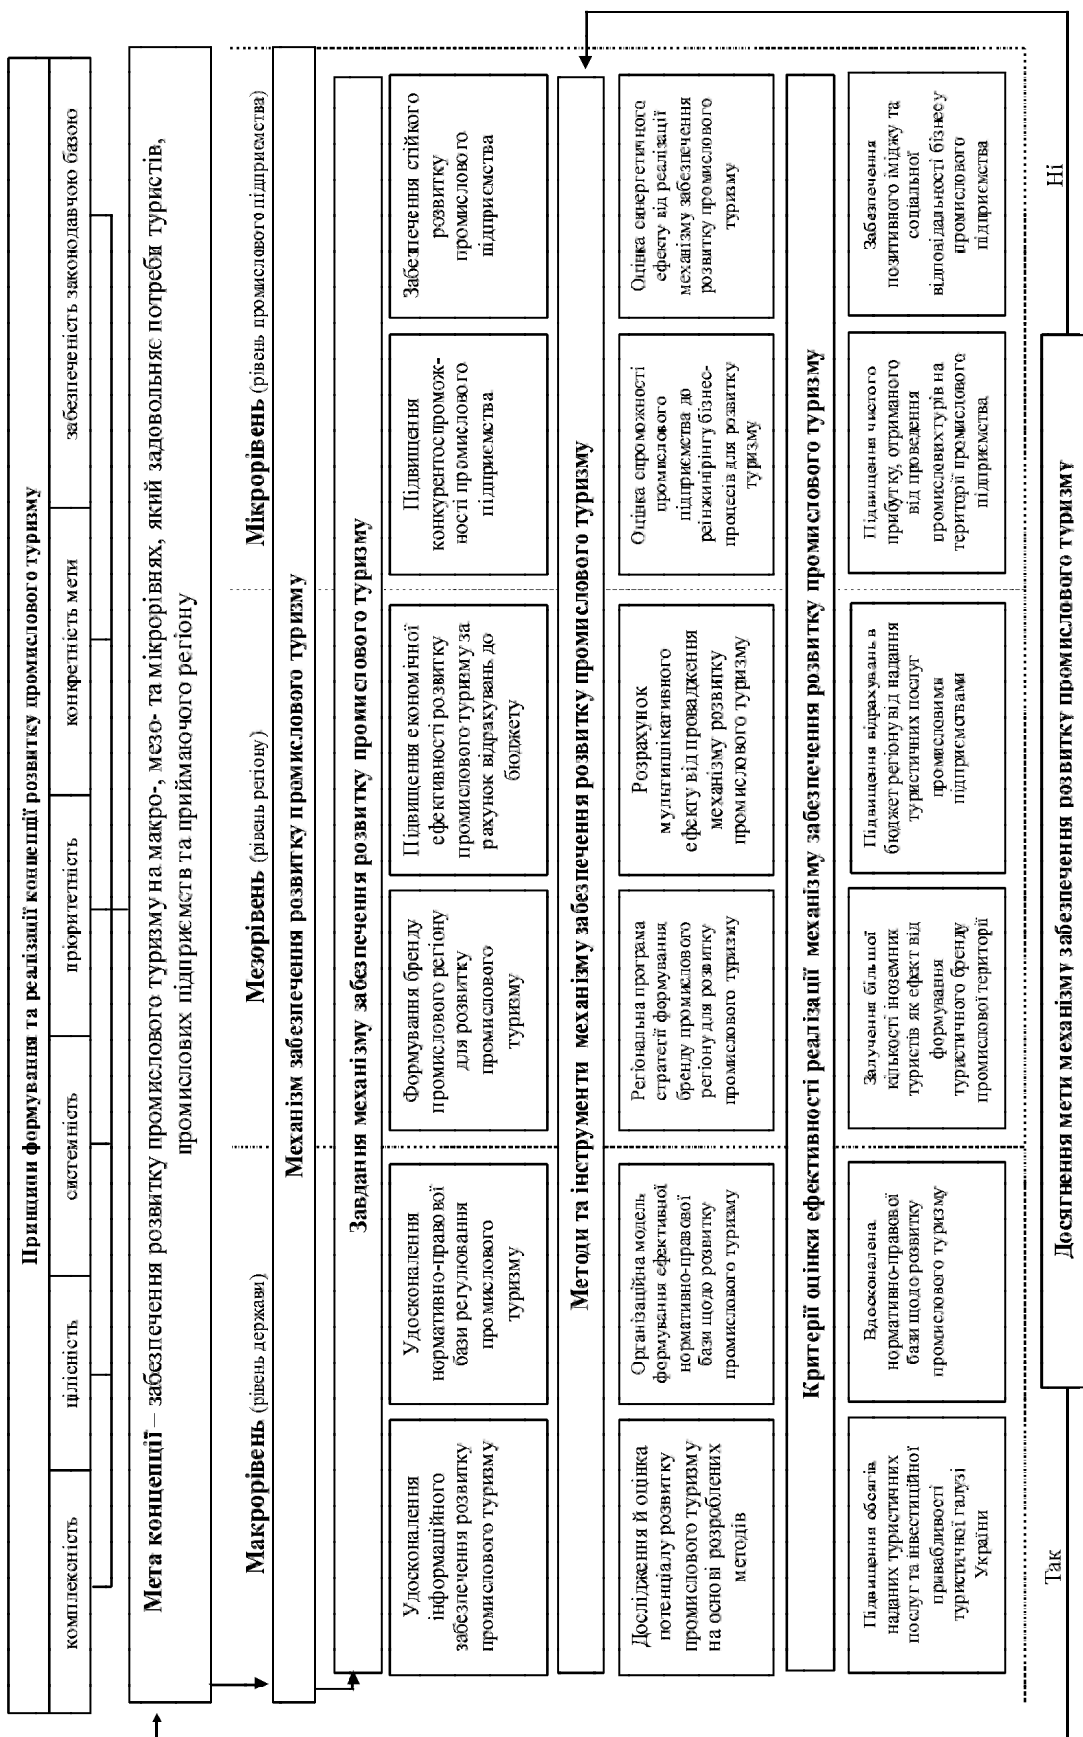 Принципи формування та реалізації концепції розвитку промислового туризму
комплексність
цілісність
системність
пріоритетність
конкретність мети
забезпеченість законодавчою базою
Мета концепції – забезпечення розвитку промислового туризму на макро-, мезо- та мікрорівнях, який задовольняє потреби туристів,
промислових підприємств та приймаючого регіону
Макрорівень (рівень держави)
Мезорівень (рівень регіону)
Мікрорівень (рівень промислового підприємства)
Механізм забезпечення розвитку промислового туризму
Завдання механізму забезпечення розвитку промислового туризму
Удосконалення
інформаційного
забезпечення розвитку
промислового туризму
Удосконалення
нормативно-правової
бази регулювання
промислового
туризму
Формування бренду
промислового регіону
для розвитку
промислового
туризму
Підвищення економічної
ефективності розвитку
промислового туризму за
рахунок відрахувань до
бюджету
Підвищення
конкурентоспромож-
ності промислового
підприємства
Забезпечення стійкого
розвитку
промислового
підприємства
Методи та інструменти механізму забезпечення розвитку промислового туризму
Дослідження й оцінка
потенціалу розвитку
промислового туризму
на основі розроблених
методів
Організаційна модель
формування ефективної
нормативно-правової
бази щодо розвитку
промислового туризму
Регіональна програма
стратегії формування
бренду промислового
регіону для розвитку
промислового туризму
Розрахунок
мультиплікативного
ефекту від провадження
механізму розвитку
промислового туризму
Оцінка спроможності
промислового
підприємства до
реінжинірінгу бізнес-
процесів для розвитку
туризму
Оцінка синергетичного
ефекту від реалізації
механізму забезпечення
розвитку промислового
туризму
Критерії оцінки ефективності реалізації механізму забезпечення розвитку промислового туризму
Підвищення обсягів
наданих туристичних
послуг та інвестиційної
привабливості
туристичної галузі
України
Вдосконалена
нормативно-правової
бази щодо розвитку
промислового туризму
Залучення більшої
кількості іноземних
туристів як ефект від
формування
туристичного бренду
промислової території
Підвищення відрахувань в
бюджет регіону від надання
туристичних послуг
промисловими
підприємствами
Підвищення чистого
прибутку, отриманого
від проведення
промислових турів на
території промислового
підприємства
Забезпечення
позитивного іміджу та
соціальної
відповідальності бізнесу
промислового
підприємства
Так
Досягнення мети механізму забезпечення розвитку промислового туризму
Ні